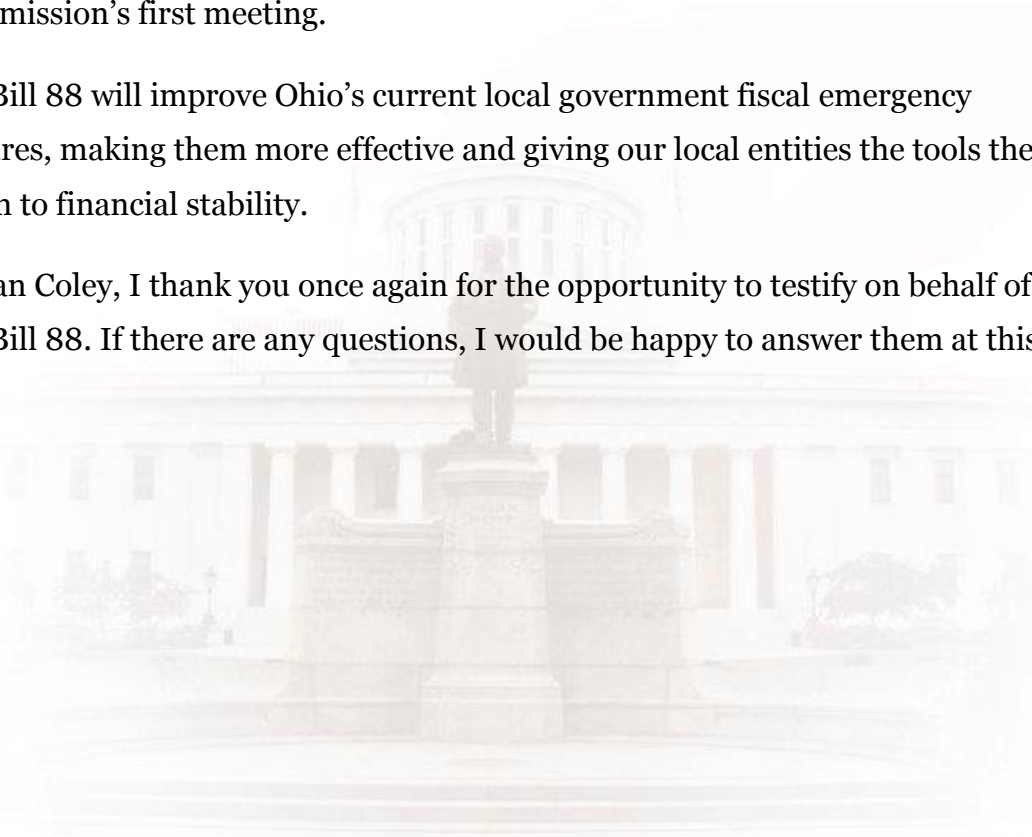 mission’s first meeting.
Bill 88 will improve Ohio’s current local government fiscal emergency
res, making them more effective and giving our local entities the tools the
n to financial stability.
an Coley, I thank you once again for the opportunity to testify on behalf of
Bill 88. If there are any questions, I would be happy to answer them at this